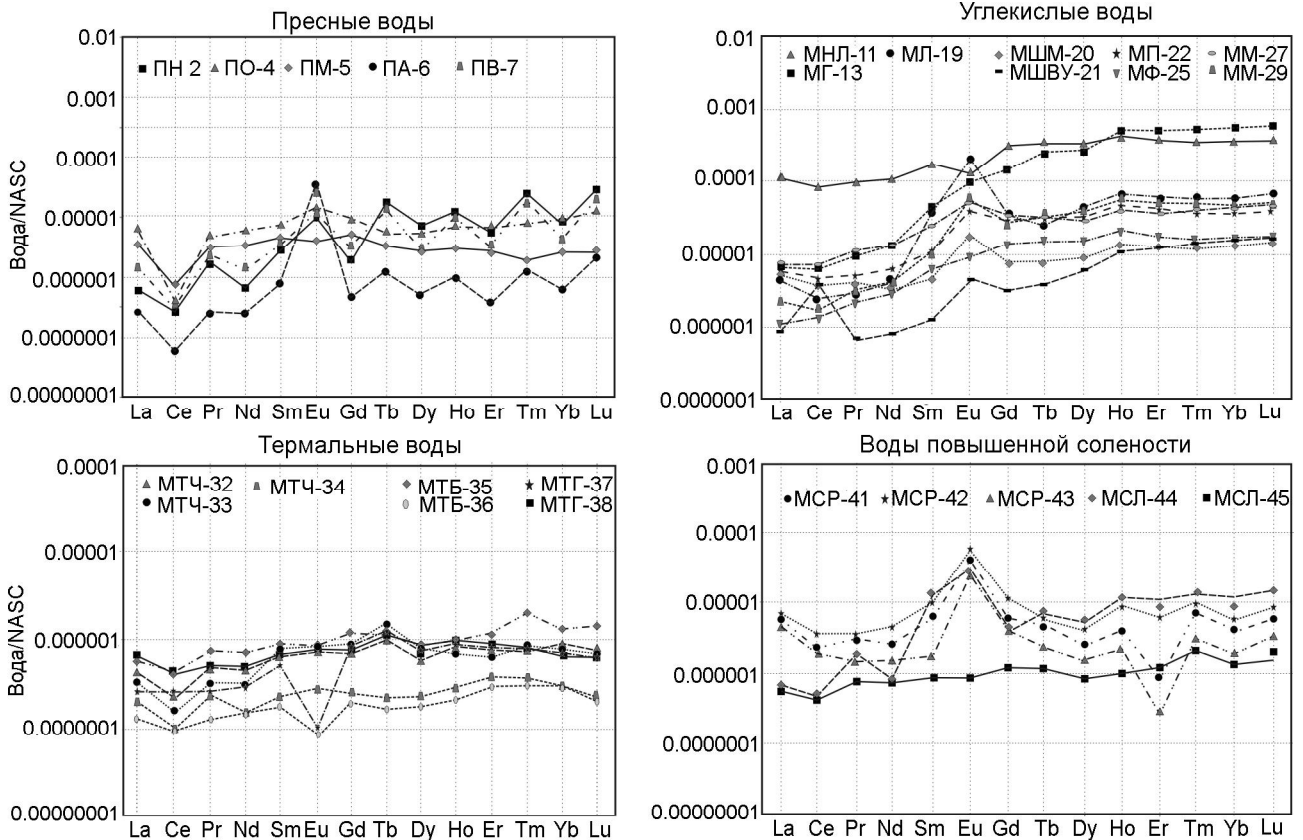 Пресные воды
0.01
0.001
0.0001
0.00001
0.000001
0.0000001
0.00000001
Вода/NASC
ПН 2 ПО-4 ПМ-5 ПА-6 ПВ-7
La Ce Pr Nd Sm Eu Gd Tb Dy Ho Er Tm Yb Lu
Углекислые воды
0.01
0.001
0.0001
0.00001
0.000001
0.0000001
МНЛ-11 МЛ-19 МШМ-20 МП-22 ММ-27
МГ-13 МШВУ-21 МФ-25 ММ-29
La Ce Pr Nd Sm Eu Gd Tb Dy Ho Er Tm Yb Lu
Термальные воды
0.0001
0.00001
0.000001
0.0000001
0.00000001
Вода/NASC
МТЧ-32 МТЧ-34 МТБ-35 МТГ-37
МТЧ-33 МТБ-36 МТГ-38
La Ce Pr Nd Sm Eu Gd Tb Dy Ho Er Tm Yb Lu
Воды повышенной солености
0.001
0.0001
0.00001
0.000001
0.0000001
0.00000001
МСР-41 МСР-42 МСР-43 МСЛ-44 МСЛ-45
La Ce Pr Nd Sm Eu Gd Tb Dy Ho Er Tm Yb Lu